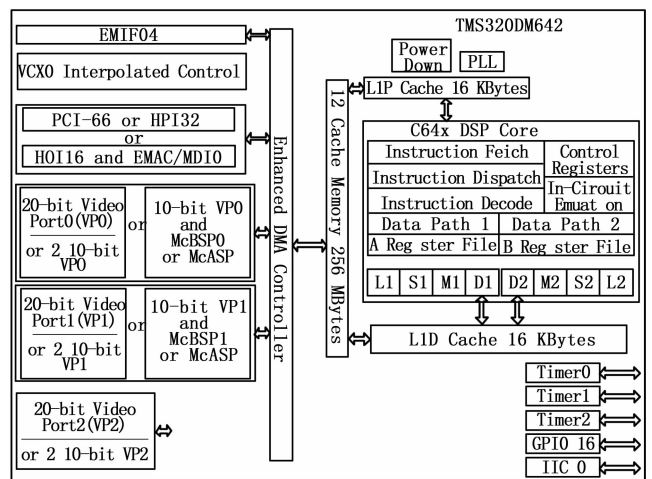 TMS320DM642
EMIF04
VCX0 Interpolated Control
PCI-66 or HPI32
or
HOI16 and EMAC/MDI0
20-bit Video
Port0(VP0)
or 2 10-bit
VP0
or
10-bit VP0
and
McBSP0
or McASP
20-bit Video
Port1(VP1)
or 2 10-bit
VP1
or
10-bit VP1
and
McBSP1
or McASP
20-bit Video
Port2(VP2)
or 2 10-bit VP2
Enhanced DMA Controller
12 Cache Memory 256 MBytes
Power
Down
PLL
L1P Cache 16 KBytes
C64x DSP Core
Instruction Feich
Instruction Dispatch
Instruction Decode
Control
Registers
In-Cirouit
Emuat on
Data Path 1
Data Path 2
A Reg ster File
B Reg ster File
L1 S1 M1 D1 D2 M2 S2 L2
L1D Cache 16 KBytes
Timer0
Timer1
Timer2
GPI0 16
IIC 0